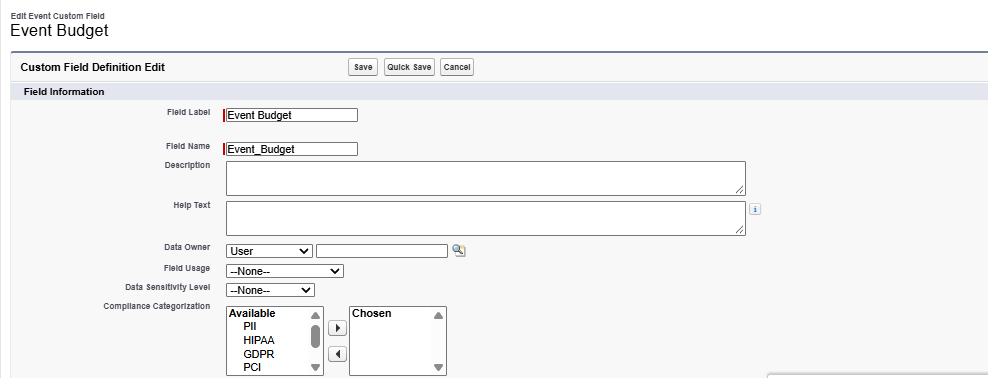 Edit Event Custom Field
Event Budget
Custom Field Definition Edit
Save Quick Save Cancel
Field Information
Field Label Event Budget
Field Name Event_Budget
Description
Help Text i
Data Owner User
Field Usage --None--
Data Sensitivity Level --None--
Compliance Categorization
Available Chosen
PII
HIPAA
GDPR
PCI